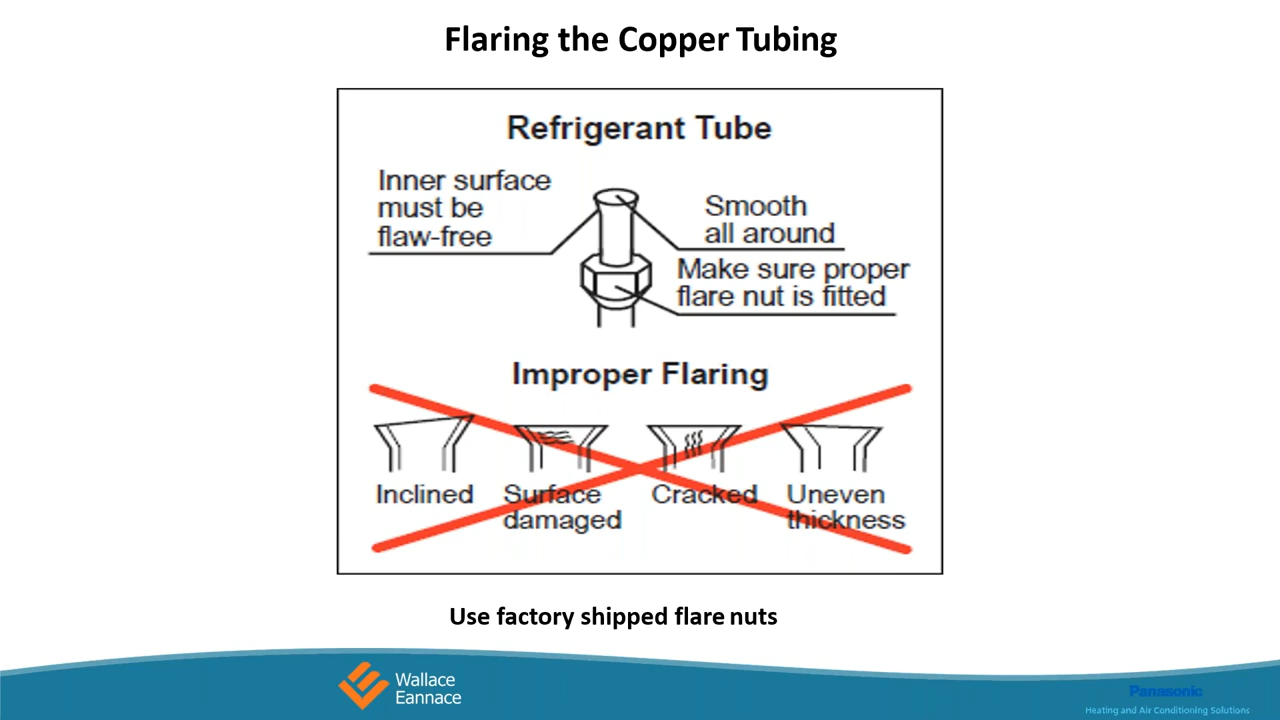 Flaring the Copper Tubing
Refrigerant Tube
Inner surface
must be
flaw-free
Smooth
all around
Make sure proper
flare nut is fitted
Improper Flaring
Inclined
Surface
damaged
Cracked
Uneven
thickness
Use factory shipped flare nuts
Wallace
Eannace
Panasonic
Heating and Air Conditioning Solutions